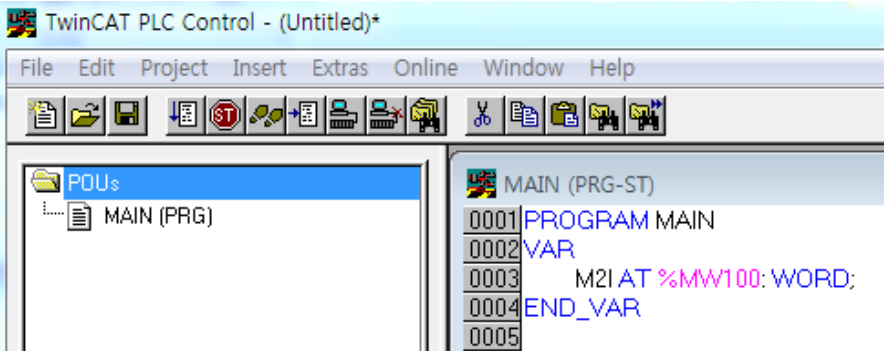 TwinCAT PLC Control - (Untitled)*
File Edit Project Insert Extras Online Window Help
ST
POUs
MAIN (PRG)
MAIN (PRG-ST)
0001 PROGRAM MAIN
0002 VAR
0003 M2I AT %MW100: WORD;
0004 END_VAR
0005